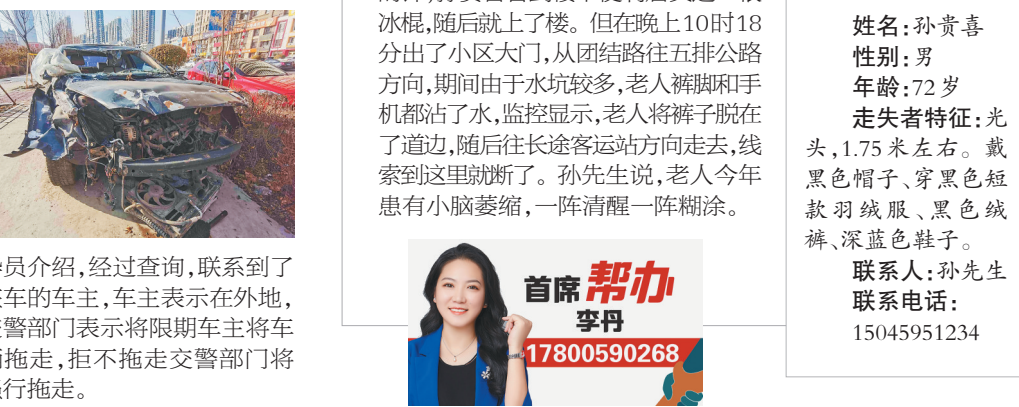 员介绍,经过查询,联系到了
车的车主,车主表示在外地,
警部门表示将限期车主将车
拖走,拒不拖走交警部门将
行拖走。
冰棍,随后就上了楼。但在晚上10时18
分出了小区大门,从团结路往五排公路
方向,期间由于水坑较多,老人裤脚和手
机都沾了水,监控显示,老人将裤子脱在
了道边,随后往长途客运站方向走去,线
索到这里就断了。孙先生说,老人今年
患有小脑萎缩,一阵清醒一阵糊涂。
首席帮办
李丹
17800590268
姓名:孙贵喜
性别:男
年龄:72岁
走失者特征:光
头,1.75米左右。戴
黑色帽子、穿黑色短
款羽绒服、黑色绒
裤、深蓝色鞋子。
联系人:孙先生
联系电话:
15045951234